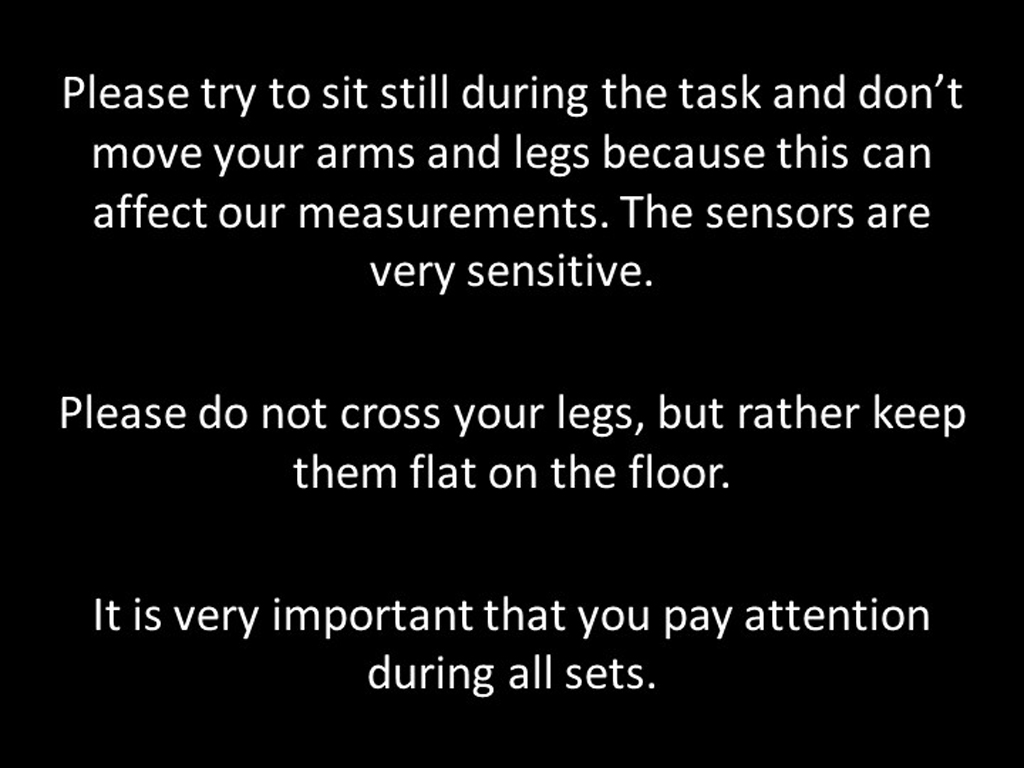 Please try to sit still during the task and don’t
move your arms and legs because this can
affect our measurements. The sensors are
very sensitive.
Please do not cross your legs, but rather keep
them flat on the floor.
It is very important that you pay attention
during all sets.